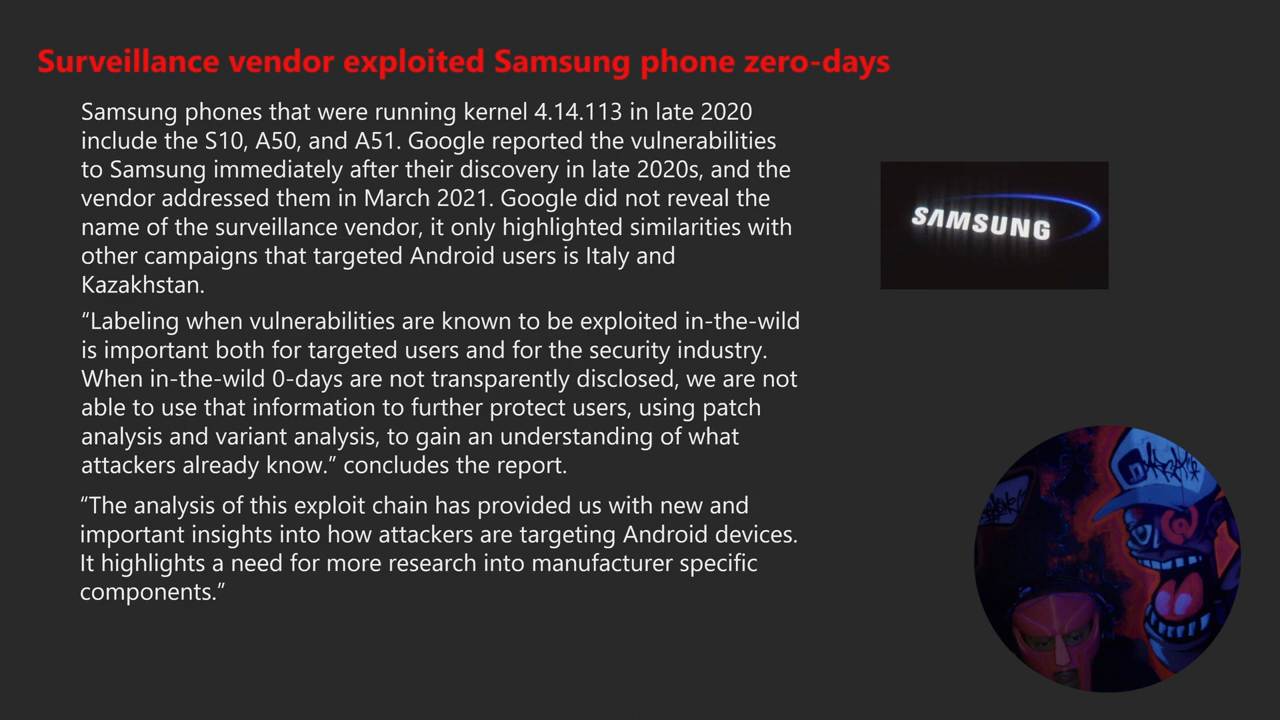 Surveillance vendor exploited Samsung phone zero-days
Samsung phones that were running kernel 4.14.113 in late 2020
include the S10, A50, and A51. Google reported the vulnerabilities
to Samsung immediately after their discovery in late 2020s, and the
vendor addressed them in March 2021. Google did not reveal the
name of the surveillance vendor, it only highlighted similarities with
other campaigns that targeted Android users is Italy and
Kazakhstan.
“Labeling when vulnerabilities are known to be exploited in-the-wild
is important both for targeted users and for the security industry.
When in-the-wild 0-days are not transparently disclosed, we are not
able to use that information to further protect users, using patch
analysis and variant analysis, to gain an understanding of what
attackers already know.” concludes the report.
“The analysis of this exploit chain has provided us with new and
important insights into how attackers are targeting Android devices.
It highlights a need for more research into manufacturer specific
components.”
SAMSUNG